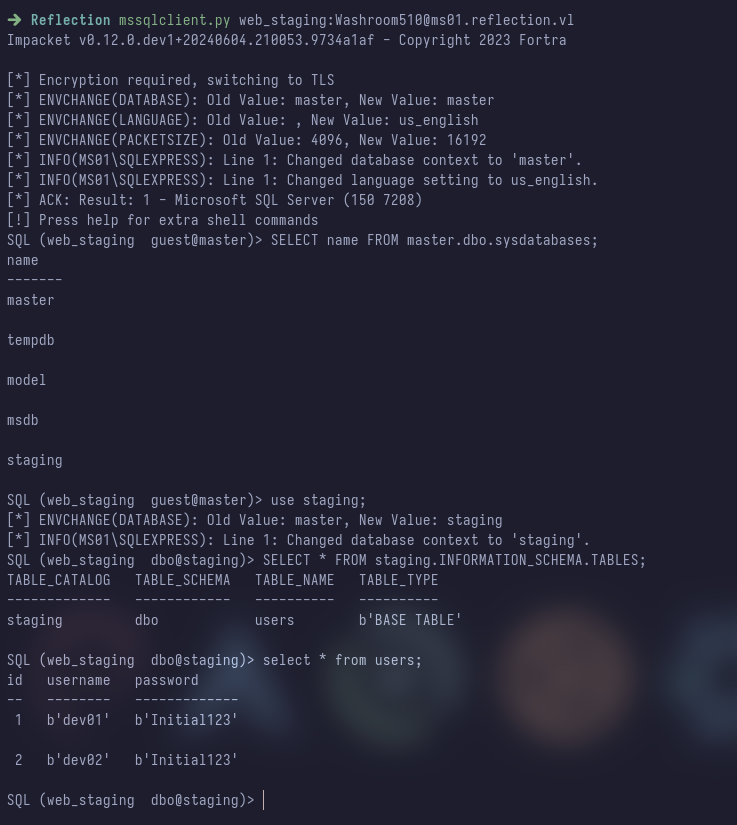 ➜ Reflection mssqlclient.py web_staging:Washroom510@ms01.reflection.vl
Impacket v0.12.0.dev1+20240604.210053.9734a1af - Copyright 2023 Fortra
[*] Encryption required, switching to TLS
[*] ENVCHANGE(DATABASE): Old Value: master, New Value: master
[*] ENVCHANGE(LANGUAGE): Old Value: , New Value: us_english
[*] ENVCHANGE(PACKETSIZE): Old Value: 4096, New Value: 16192
[*] INFO(MS01\SQLEXPRESS): Line 1: Changed database context to 'master'.
[*] INFO(MS01\SQLEXPRESS): Line 1: Changed language setting to us_english.
[*] ACK: Result: 1 - Microsoft SQL Server (150 7208)
[!] Press help for extra shell commands
SQL (web_staging  guest@master)> SELECT name FROM master.dbo.sysdatabases;
name
-------
master
tempdb
model
msdb
staging
SQL (web_staging  guest@master)> use staging;
[*] ENVCHANGE(DATABASE): Old Value: master, New Value: staging
[*] INFO(MS01\SQLEXPRESS): Line 1: Changed database context to 'staging'.
SQL (web_staging  dbo@staging)> SELECT * FROM staging.INFORMATION_SCHEMA.TABLES;
TABLE_CATALOG   TABLE_SCHEMA   TABLE_NAME   TABLE_TYPE
-------------   ------------   ----------   ----------
staging         dbo            users        b'BASE TABLE'
SQL (web_staging  dbo@staging)> select * from users;
id   username   password
--   --------   -------------
 1   b'dev01'   b'Initial123'
 2   b'dev02'   b'Initial123'
SQL (web_staging  dbo@staging)>